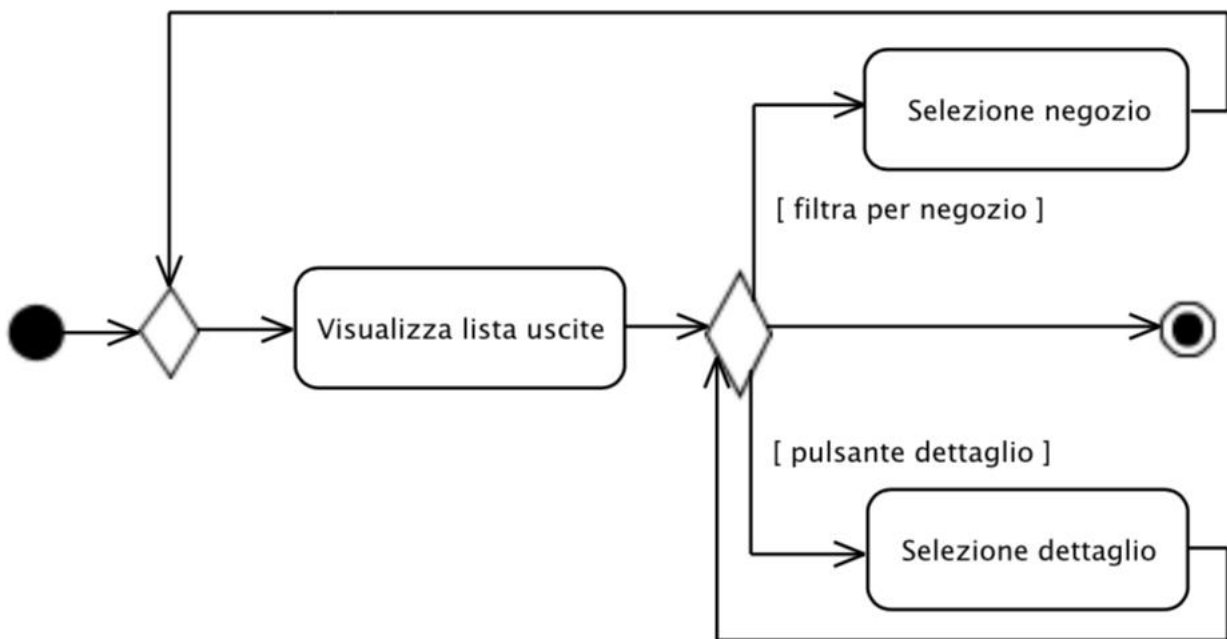 Selezione negozio
[ filtra per negozio ]
Visualizza lista uscite
[ pulsante dettaglio ]
Selezione dettaglio